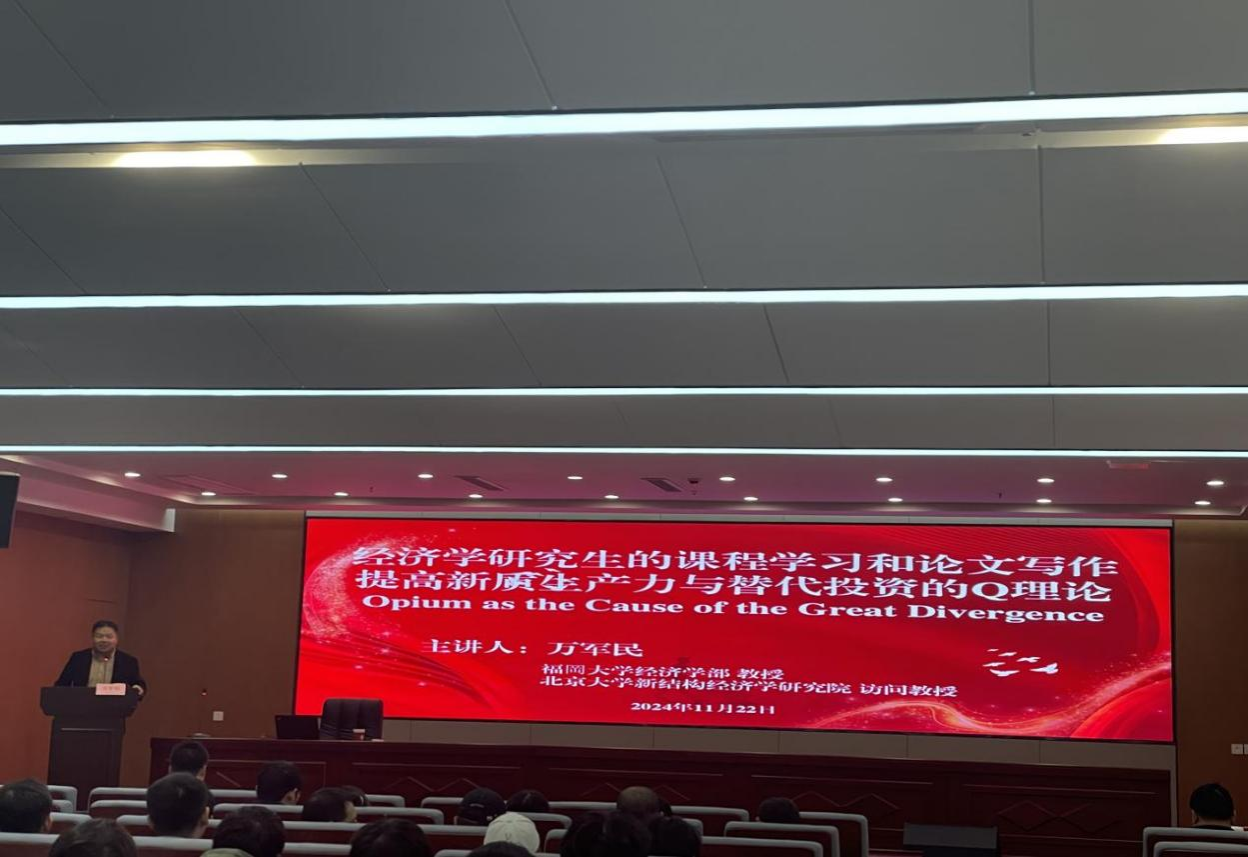 经济学研究生的课程学习和论文写作
提高新质生产力与替代投资的Q理论
Opium as the Cause of the Great Divergence
主讲人：万军民
福岡大学经济学部 教授
北京大学新结构经济学研究院 访问教授
2024年11月22日